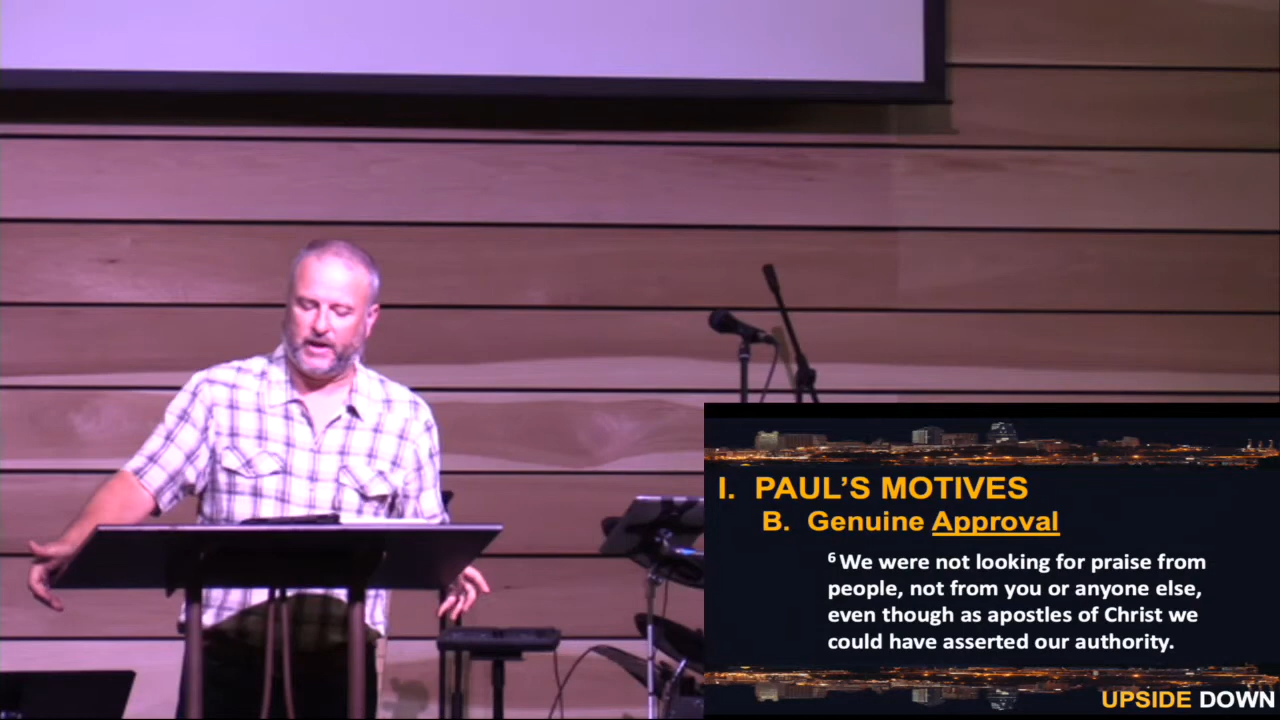 I. PAUL’S MOTIVES
B. Genuine Approval
⁶ We were not looking for praise from
people, not from you or anyone else,
even though as apostles of Christ we
could have asserted our authority.
UPSIDE DOWN